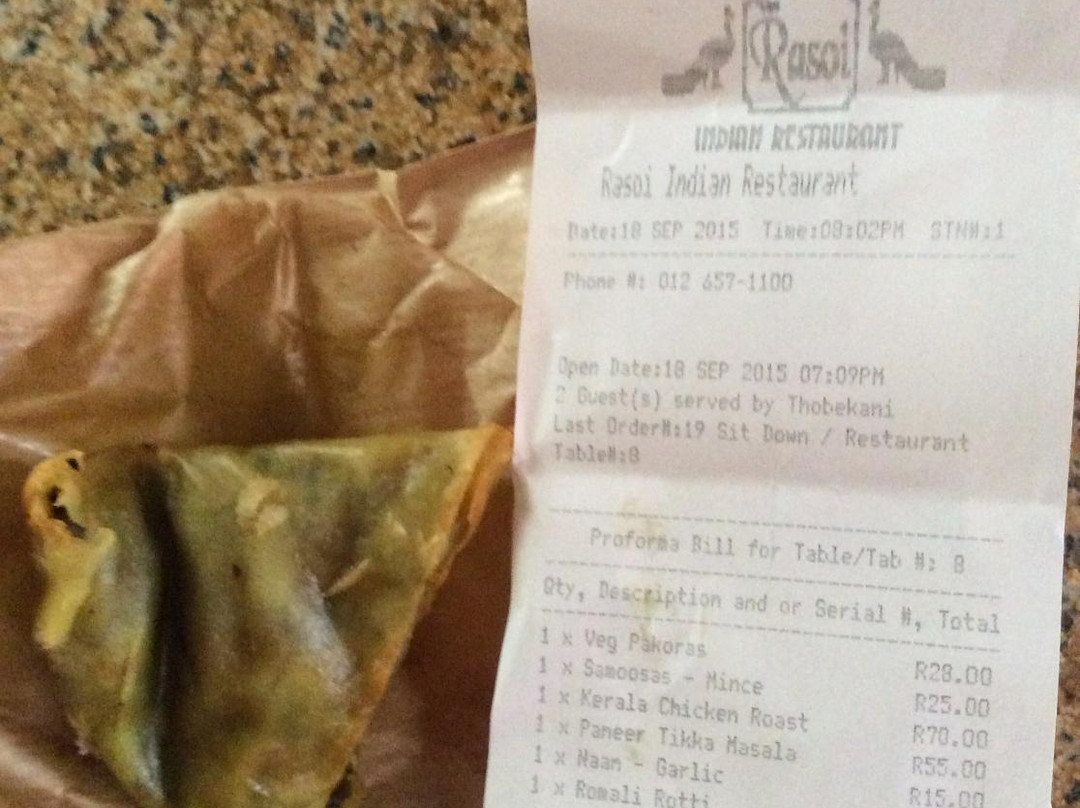 Rasoi
INDIAN RESTAURANT
Rasoi Indian Restaurant
Date:18 SEP 2015 Time:08:02PM STN#:1
Phone #: 012 657-1100
Open Date:18 SEP 2015 07:09PM
2 Guest(s) served by Thobekani
Last Order#:19 Sit Down / Restaurant
Table#:8
Proforma Bill for Table/Tab #: 8
Qty, Description and or Serial #, Total
1 x Veg Pakoras R28.00
1 x Samoosas - Mince R25.00
1 x Kerala Chicken Roast R70.00
1 x Paneer Tikka Masala R55.00
1 x Naan - Garlic R15.00
1 x Romali Rotti